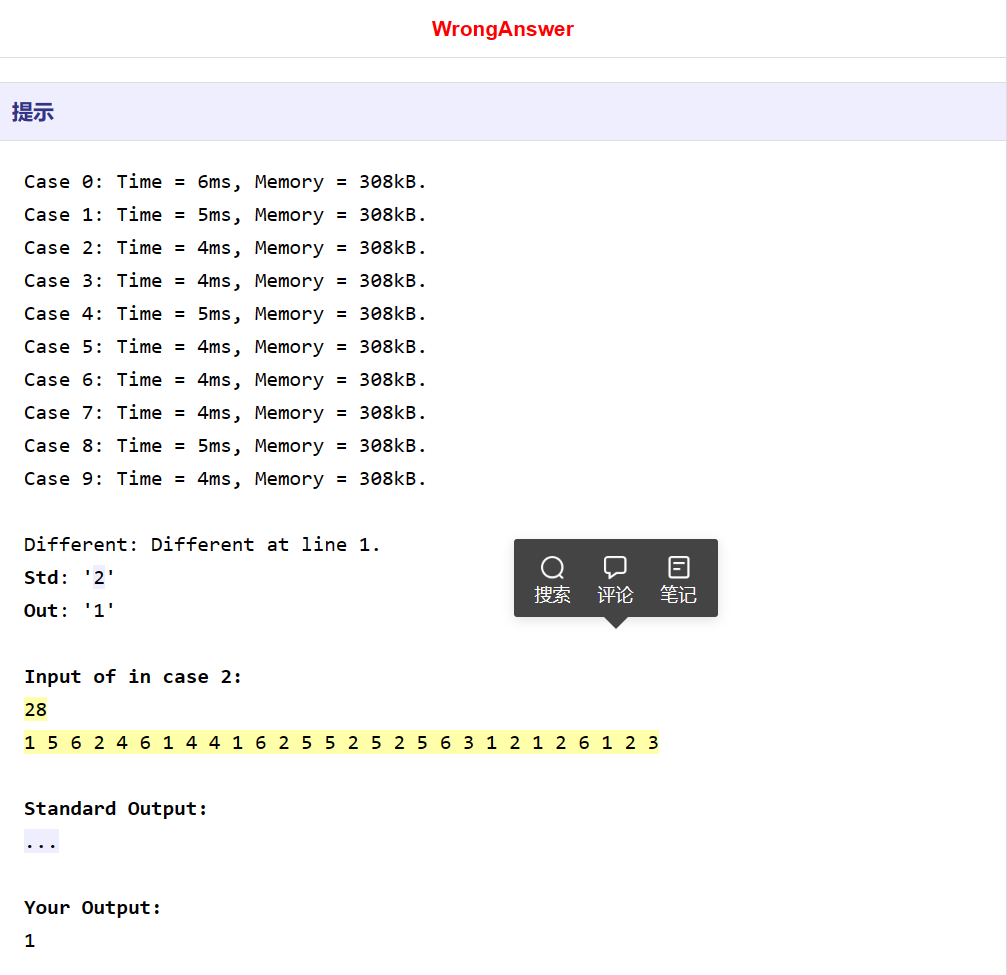 WrongAnswer
提示
Case 0: Time = 6ms, Memory = 308kB.
Case 1: Time = 5ms, Memory = 308kB.
Case 2: Time = 4ms, Memory = 308kB.
Case 3: Time = 4ms, Memory = 308kB.
Case 4: Time = 5ms, Memory = 308kB.
Case 5: Time = 4ms, Memory = 308kB.
Case 6: Time = 4ms, Memory = 308kB.
Case 7: Time = 4ms, Memory = 308kB.
Case 8: Time = 5ms, Memory = 308kB.
Case 9: Time = 4ms, Memory = 308kB.
Different: Different at line 1.
Std: '2'
Out: '1'
搜索 评论 笔记
Input of in case 2:
28
1 5 6 2 4 6 1 4 4 1 6 2 5 5 2 5 2 5 6 3 1 2 1 2 6 1 2 3
Standard Output:
...
Your Output:
1